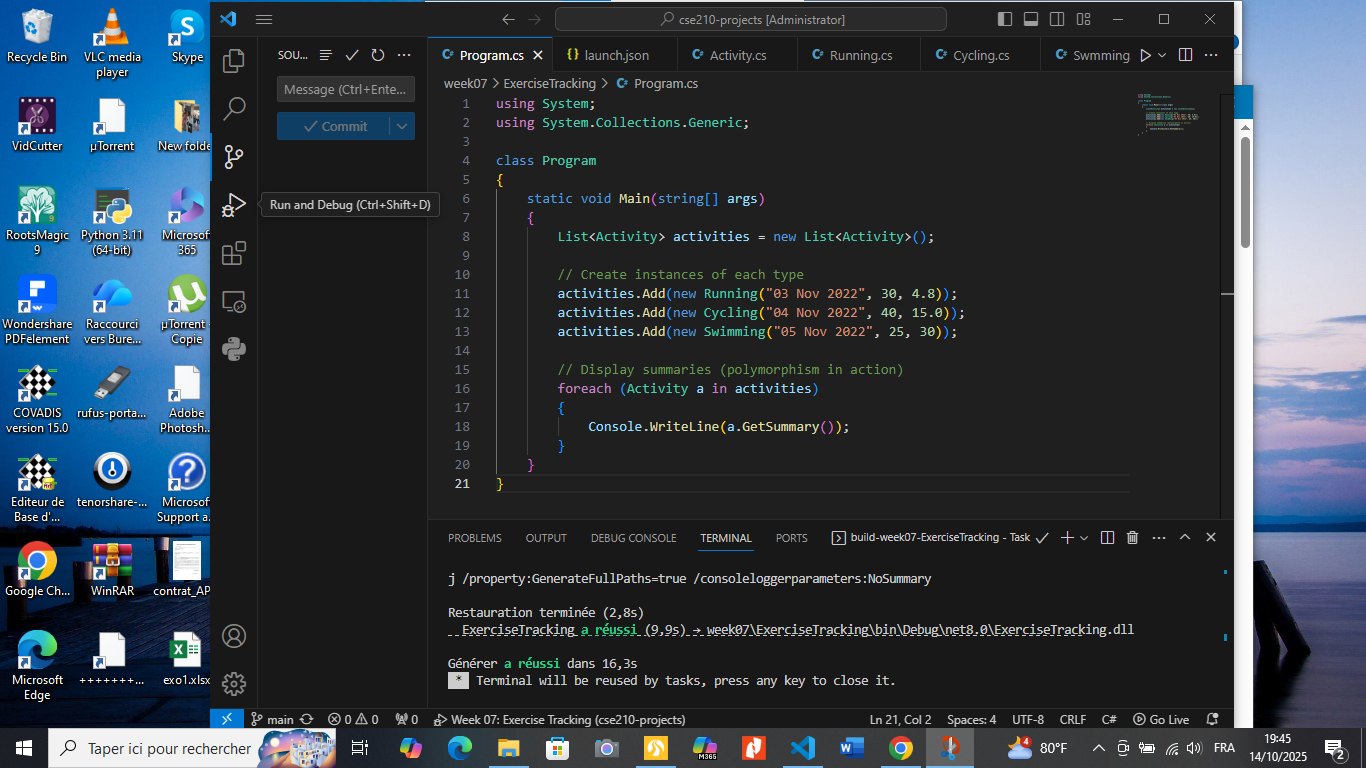 Recycle Bin
VLC media player
Skype
VidCutter
µTorrent
New folde
RootsMagic 9
Python 3.11 (64-bit)
Microsof 365
Wondershare PDFelement
Raccourci vers Bure...
µTorrent - Copie
COVADIS version 15.0
rufus-porta...
Adobe Photosh...
Editeur de Base d'...
tenorshare-...
Microsof Support a...
Google Ch...
WinRAR
contrat_AP
Microsoft Edge
+++++++...
exo1.xlsx
cse210-projects [Administrator]
SOU...
Message (Ctrl+Ente...
Commit
Run and Debug (Ctrl+Shift+D)
Program.cs
launch.json
Activity.cs
Running.cs
Cycling.cs
Swmming
week07 > ExerciseTracking > Program.cs
1 using System;
2 using System.Collections.Generic;
3
4 class Program
5 {
6 static void Main(string[] args)
7 {
8 List<Activity> activities = new List<Activity>();
9
10 // Create instances of each type
11 activities.Add(new Running("03 Nov 2022", 30, 4.8));
12 activities.Add(new Cycling("04 Nov 2022", 40, 15.0));
13 activities.Add(new Swimming("05 Nov 2022", 25, 30));
14
15 // Display summaries (polymorphism in action)
16 foreach (Activity a in activities)
17 {
18 Console.WriteLine(a.GetSummary());
19 }
20 }
21 }
PROBLEMS OUTPUT DEBUG CONSOLE TERMINAL PORTS
build-week07-ExerciseTracking - Task
j /property:GenerateFullPaths=true /consoleloggerparameters:NoSummary
Restauration terminée (2,8s)
ExerciseTracking a réussi (9,9s) → week07\ExerciseTracking\bin\Debug\net8.0\ExerciseTracking.dll
Générer a réussi dans 16,3s
* Terminal will be reused by tasks, press any key to close it.
main 0 0 0 Week 07: Exercise Tracking (cse210-projects) Ln 21, Col 2 Spaces: 4 UTF-8 CRLF C# Go Live
Taper ici pour rechercher
M365
4
80°F
FRA
19:45
14/10/2025
2